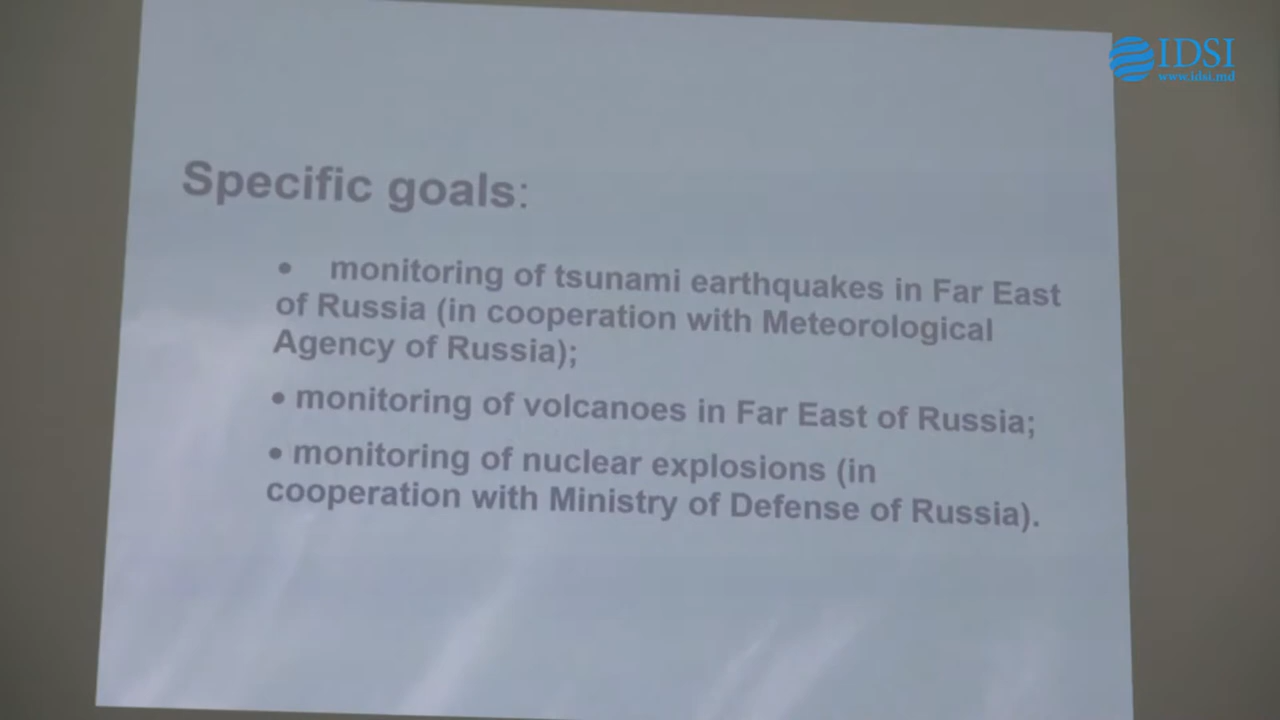 IDSI
www.idsi.md
Specific goals:
• monitoring of tsunami earthquakes in Far East
of Russia (in cooperation with Meteorological
Agency of Russia);
• monitoring of volcanoes in Far East of Russia;
• monitoring of nuclear explosions (in
cooperation with Ministry of Defense of Russia).